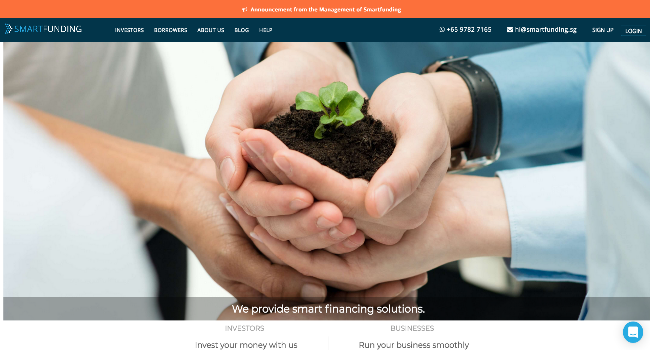 Announcement from the Management of Smartfunding
SMARTFUNDING INVESTORS BORROWERS ABOUT US BLOG HELP +65 9782 7165 hi@smartfunding.sg SIGN UP LOGIN
We provide smart financing solutions.
INVESTORS BUSINESSES
Invest your money with us Run your business smoothly